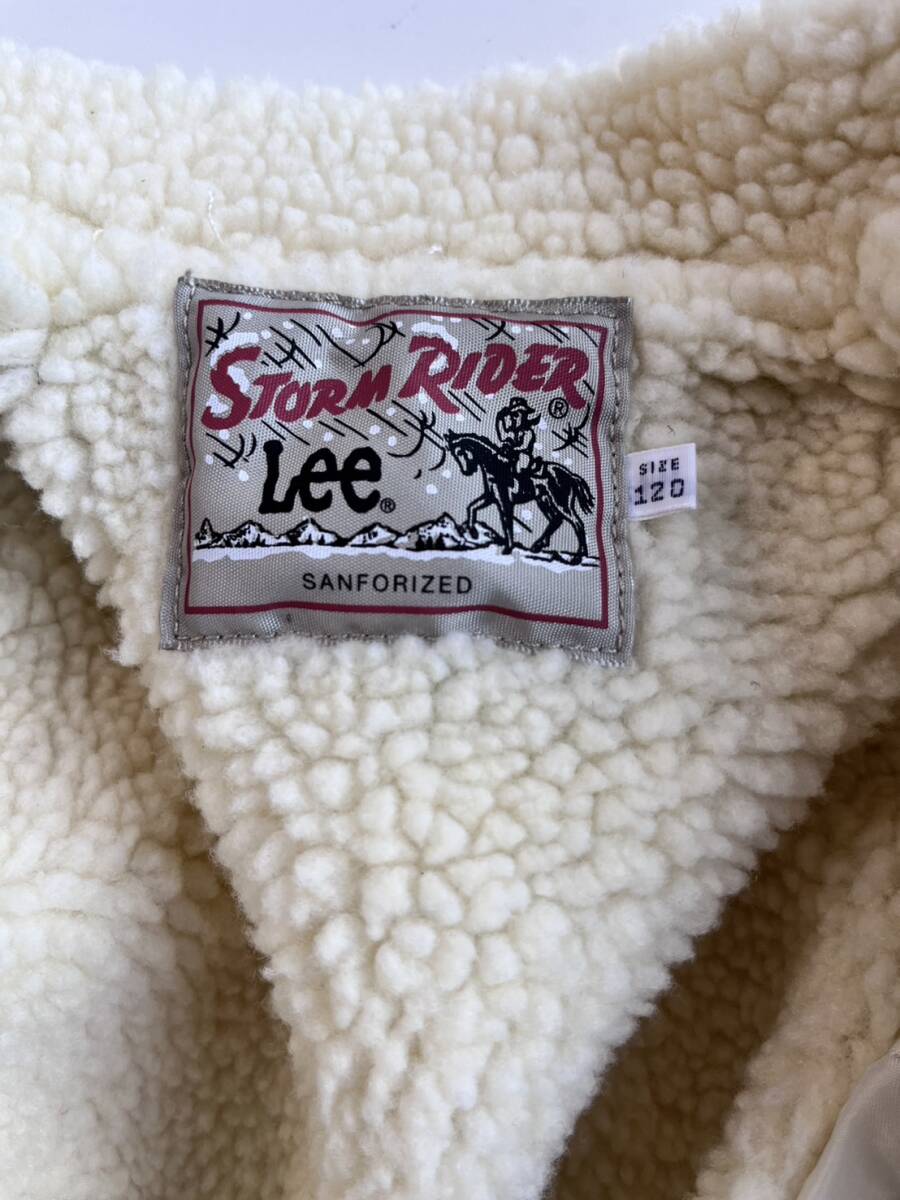 STORM RIDER ®
Lee ®
SANFORIZED
SIZE
120